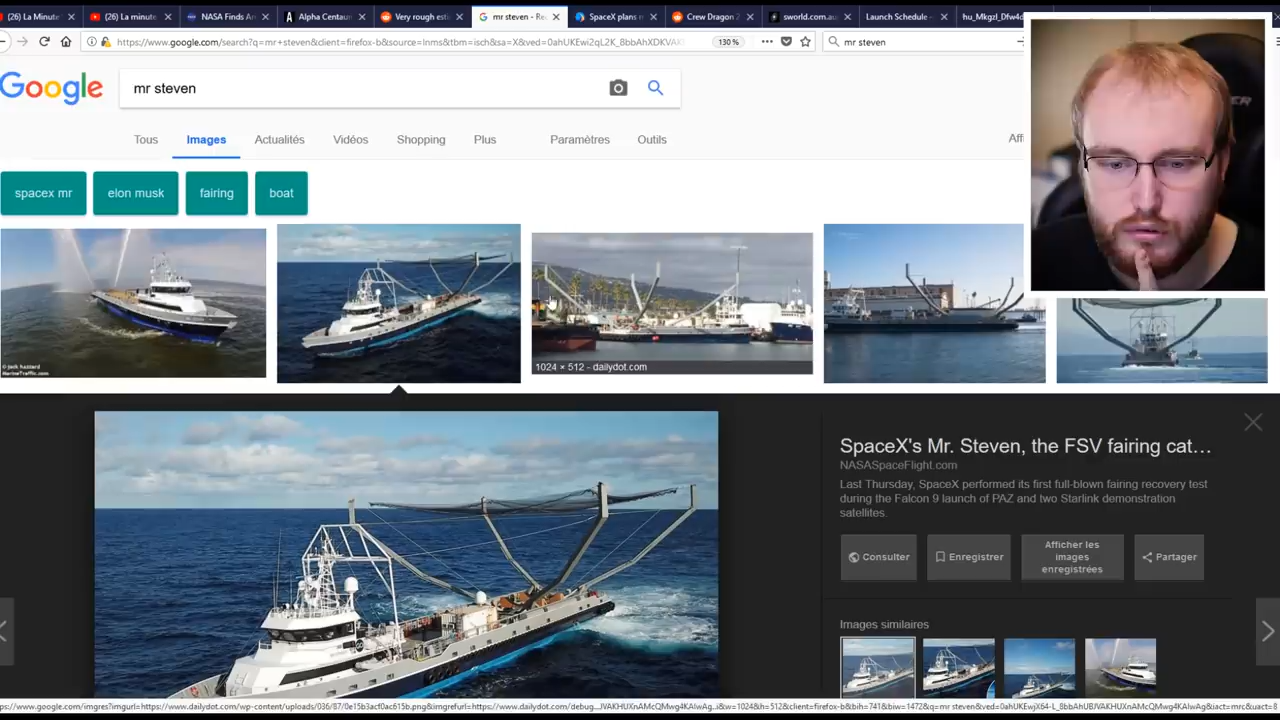 (26) La Minute
(16) La minute
NASA Finds An
Alpha Centaur
Very rough esti
mr steven - Re
SpaceX plans m
Crew Dragon 2
sworld.com.au
Launch Schedule -
hu_Mkgzl_Dfw4d
https://www.google.com/search?q=mr+steven&client=firefox-b&source=lnms&tbm=isch&sa=X&ved=
130 %
mr steven
Google
mr steven
Tous
Images
Actualités
Vidéos
Shopping
Plus
Paramètres
Outils
Aff
spacex mr
elon musk
fairing
boat
1024 × 512 - dailydot.com
SpaceX's Mr. Steven, the FSV fairing cat...
NASASpaceFlight.com
Last Thursday, SpaceX performed its first full-blown fairing recovery test
during the Falcon 9 launch of PAZ and two Starlink demonstration
satellites.
Consulter
Enregistrer
Afficher les
images
enregistrées
Partager
Images similaires